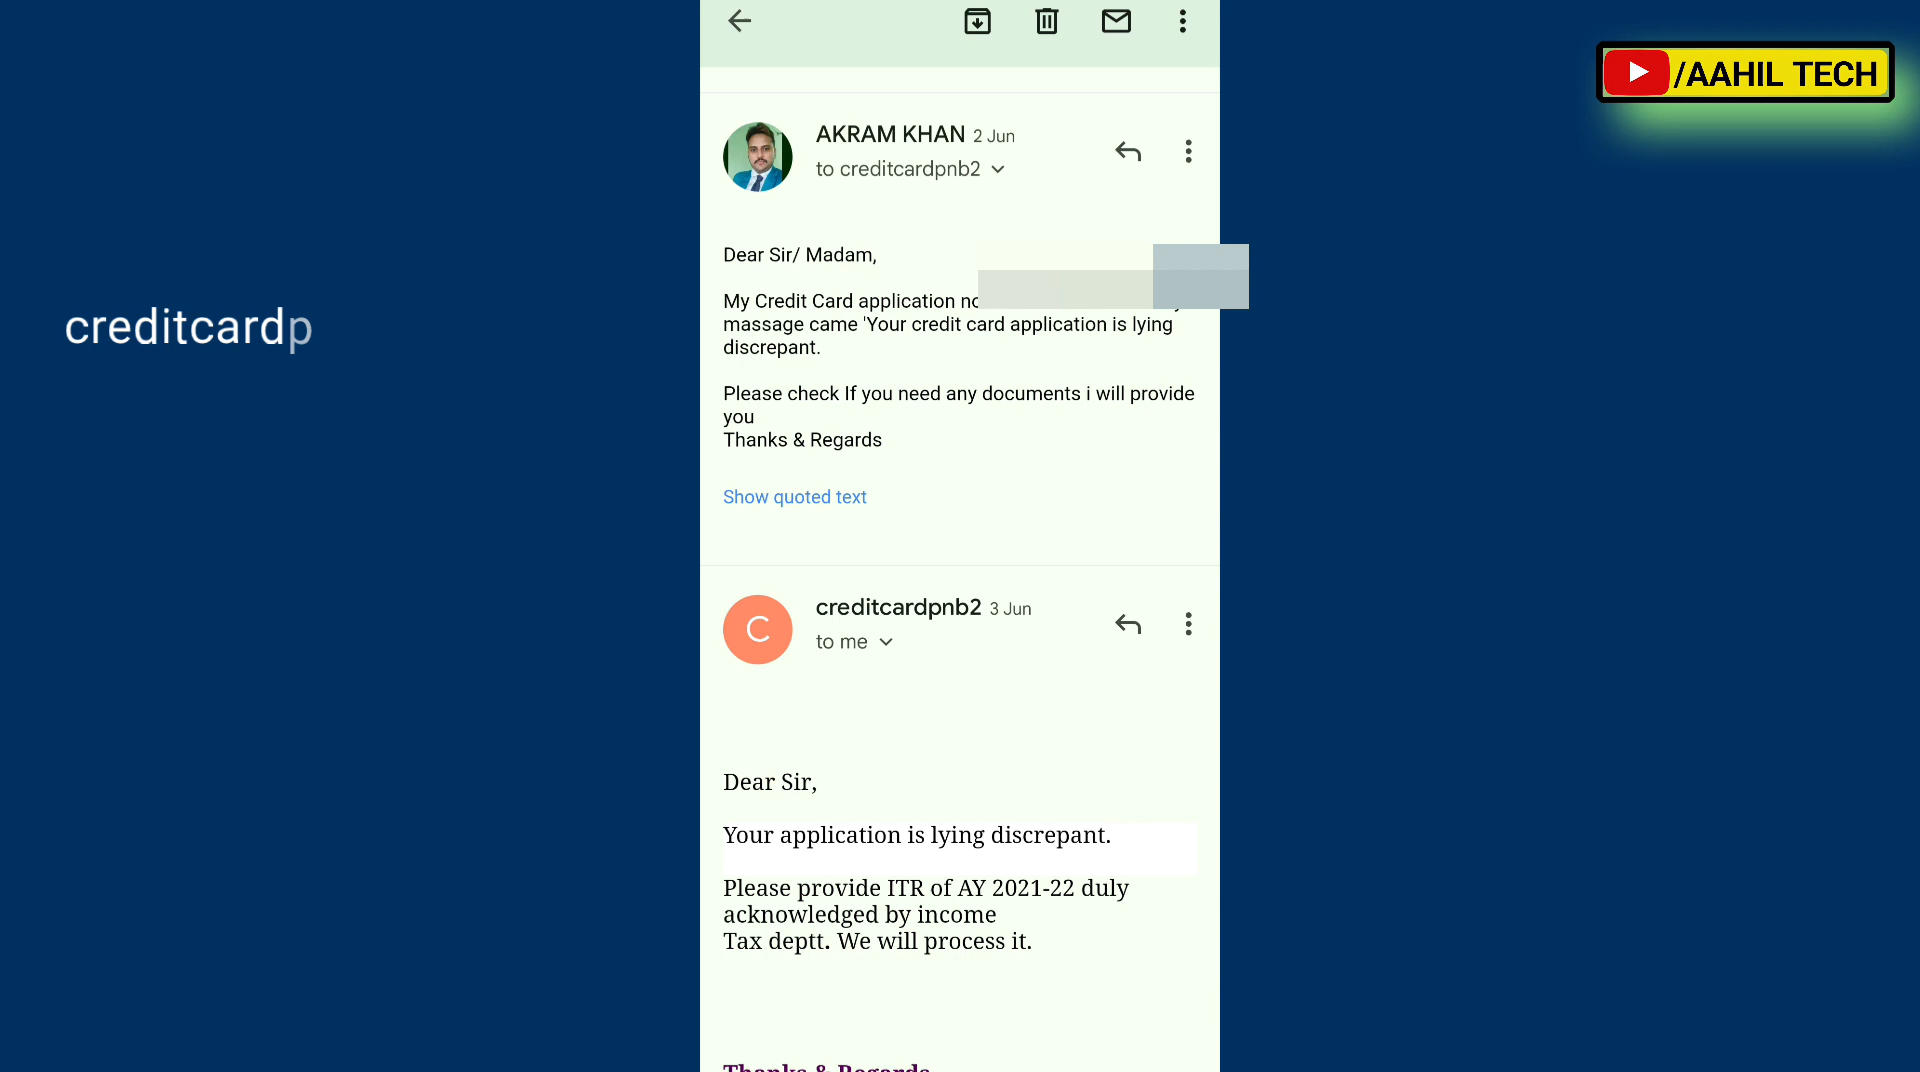 /AAHIL TECH
creditcardp
AKRAM KHAN 2 Jun
to creditcardpnb2
Dear Sir/ Madam,
My Credit Card application
massage came 'Your credit card application is lying
discrepant.
Please check If you need any documents i will provide
you
Thanks & Regards
Show quoted text
C
creditcardpnb2 3 Jun
to me
Dear Sir,
Your application is lying discrepant.
Please provide ITR of AY 2021-22 duly
acknowledged by income
Tax deptt. We will process it.
Thanks & Regards